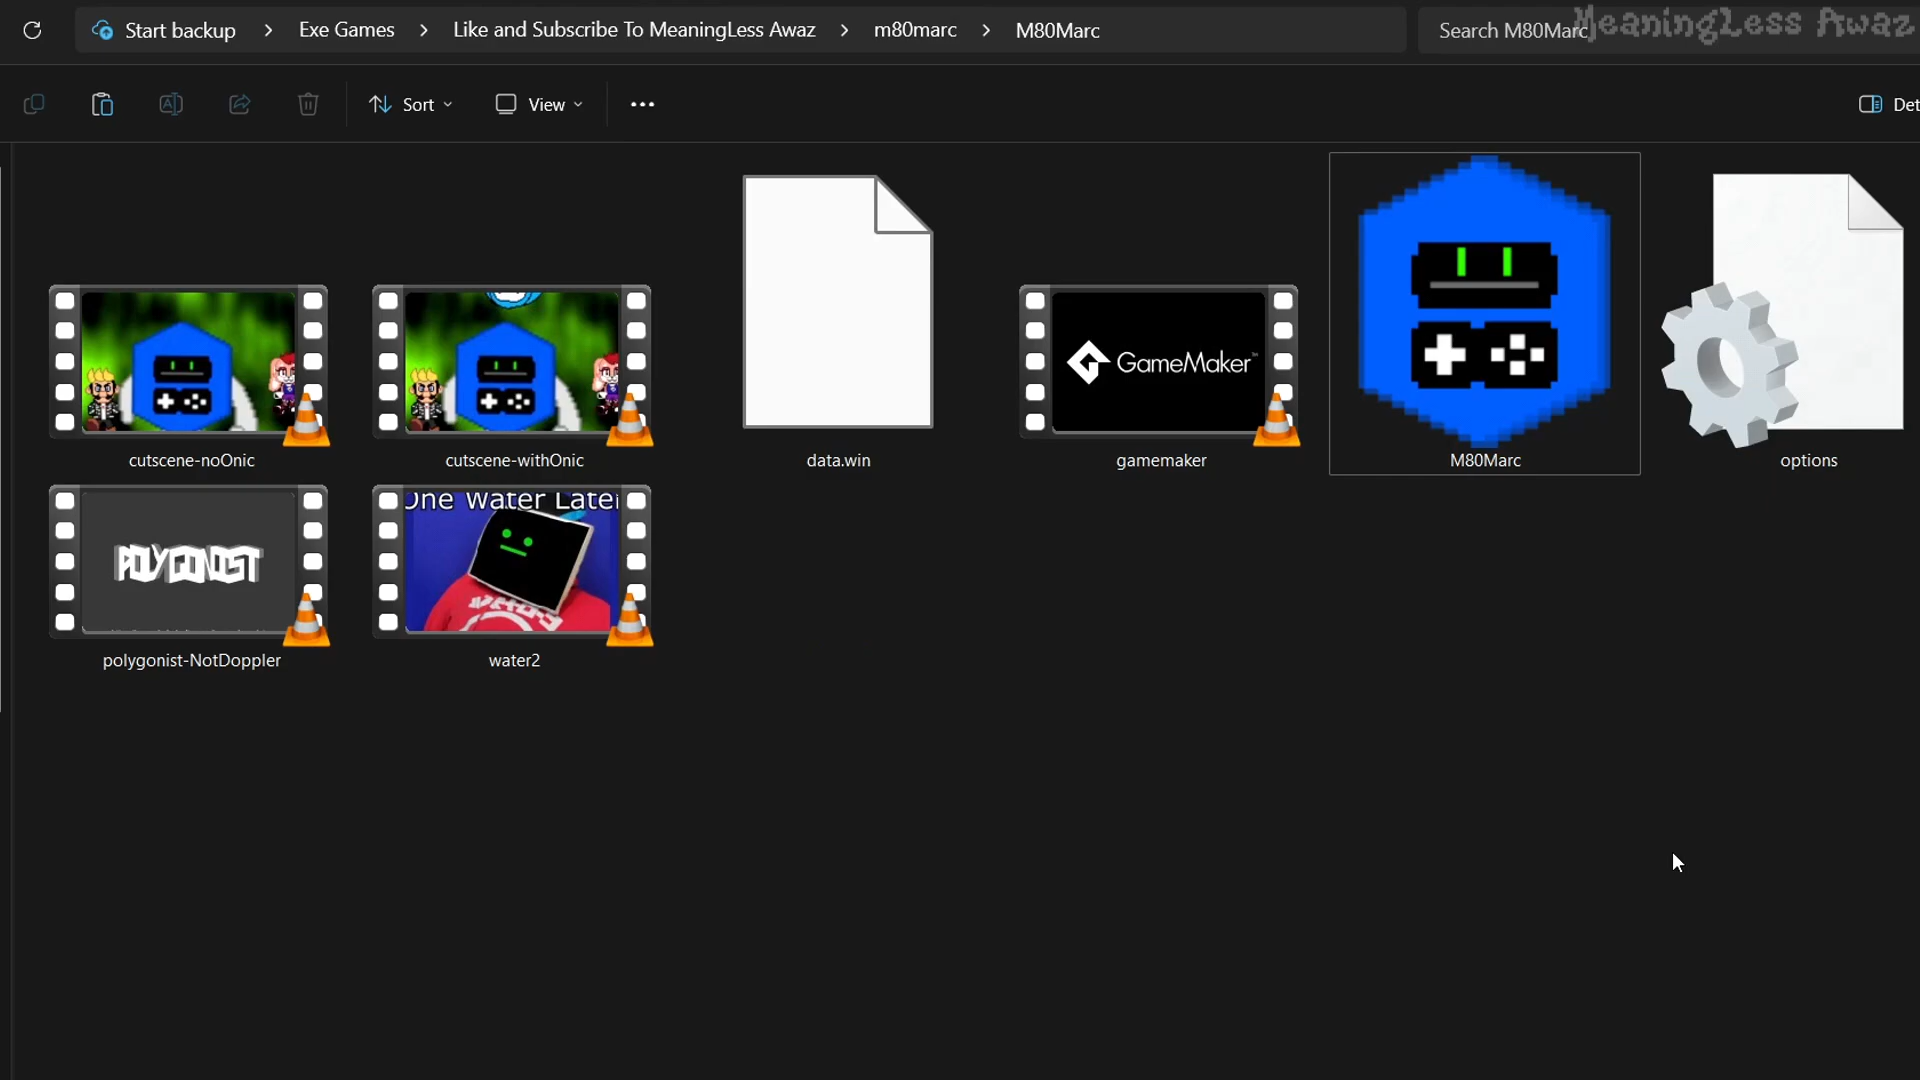 Start backup > Exe Games > Like and Subscribe To MeaningLess Awaz > m80marc > M80Marc
Search M80Marc
MeaningLess Awaz
Sort
View
Det
GameMaker
cutscene-noOnic
cutscene-withOnic
data.win
gamemaker
M80Marc
options
POLYGONIST
One Water Later
polygonist-NotDoppler
water2